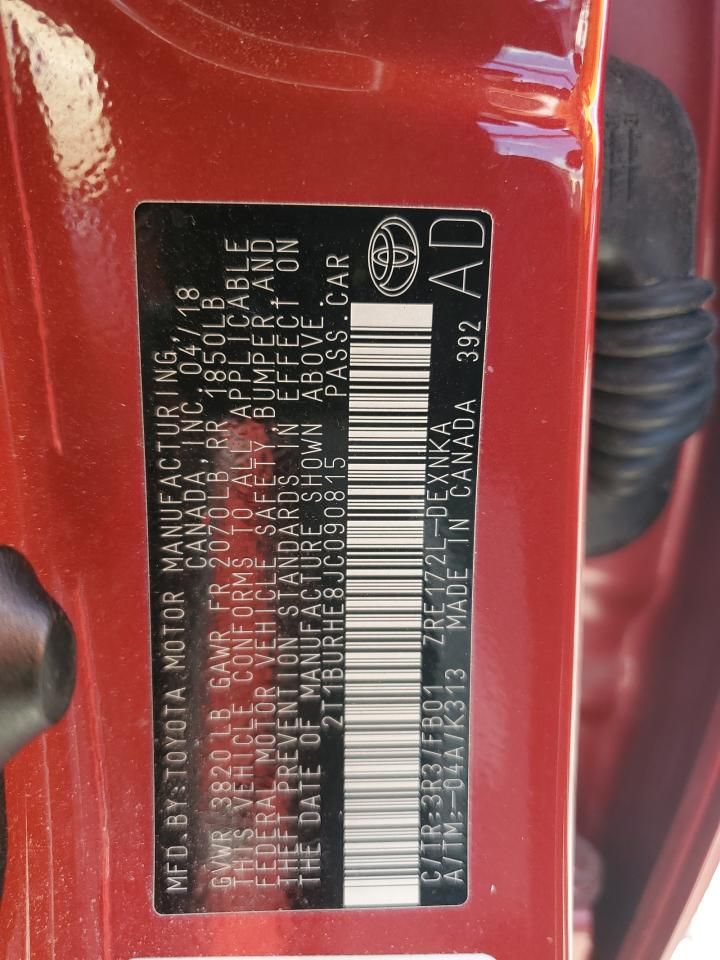 MFD. BY: TOYOTA MOTOR MANUFACTURING
CANADA, INC. 04/18
GVWR 3820 LB GAWR FR 2070LB, RR 1850LB
THIS VEHICLE CONFORMS TO ALL APPLICABLE
FEDERAL MOTOR VEHICLE SAFETY, BUMPER, AND
THEFT PREVENTION STANDARDS IN EFFECT ON
THE DATE OF MANUFACTURE SHOWN ABOVE.
2T1BURHE8JC090815 PASS. CAR
C/TR:3R3/FB01 ZRE172L-DEXNKA
A/TM:-04A/K313 MADE IN CANADA 392
AD